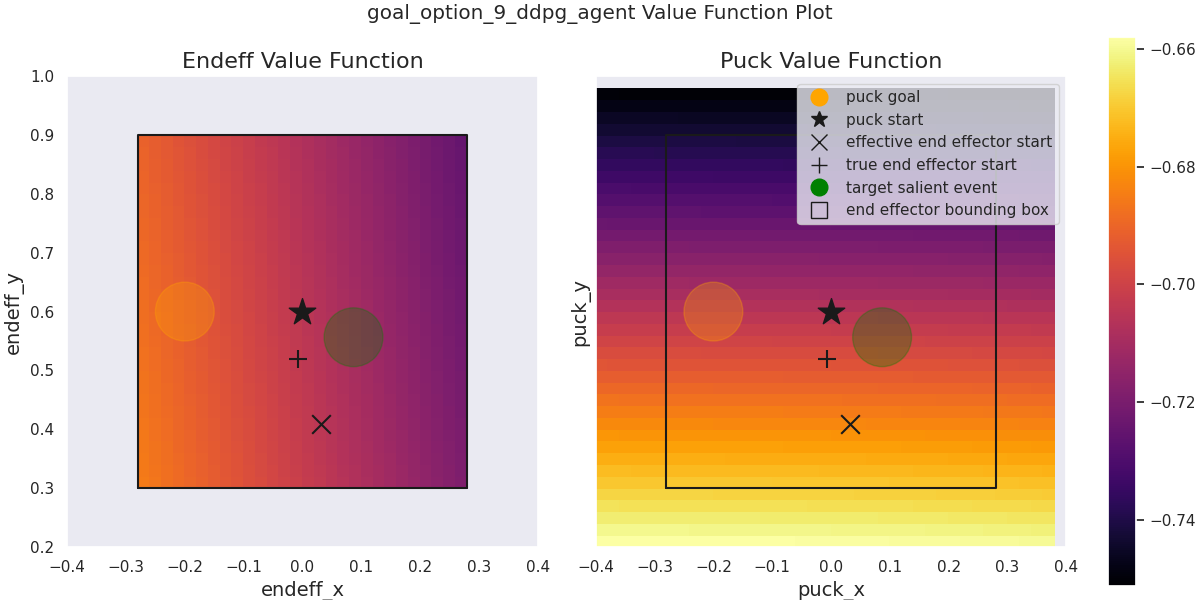 goal_option_9_ddpg_agent Value Function Plot
Endeff Value Function
1.0
0.9
0.8
0.7
0.6
0.5
0.4
0.3
0.2
endeff_y
−0.4 −0.3 −0.2 −0.1 0.0 0.1 0.2 0.3 0.4
endeff_x
Puck Value Function
puck goal
puck start
effective end effector start
true end effector start
target salient event
end effector bounding box
puck_y
−0.4 −0.3 −0.2 −0.1 0.0 0.1 0.2 0.3 0.4
puck_x
−0.66
−0.68
−0.70
−0.72
−0.74